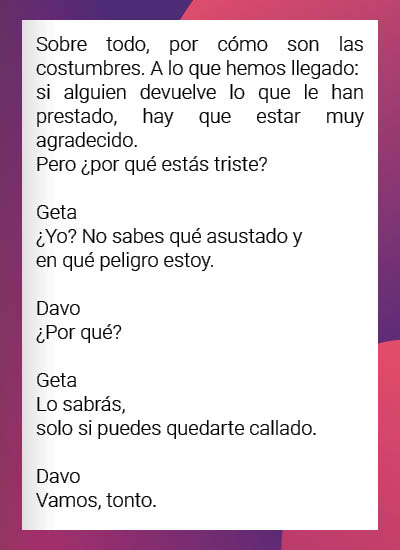 Sobre todo, por cómo son las
costumbres. A lo que hemos llegado:
si alguien devuelve lo que le han
prestado, hay que estar muy
agradecido.
Pero ¿por qué estás triste?
Geta
¿Yo? No sabes qué asustado y
en qué peligro estoy.
Davo
¿Por qué?
Geta
Lo sabrás,
solo si puedes quedarte callado.
Davo
Vamos, tonto.